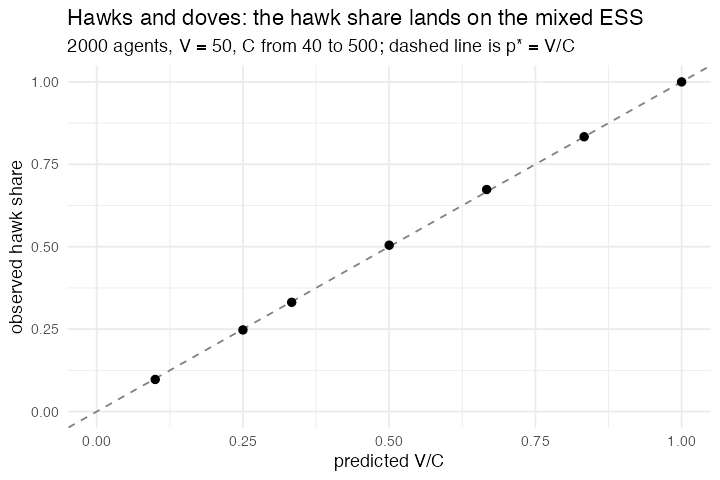 Hawks and doves: the hawk share lands on the mixed ESS
2000 agents, V = 50, C from 40 to 500; dashed line is p* = V/C
observed hawk share
1.00
0.75
0.50
0.25
0.00
0.00 0.25 0.50 0.75 1.00
predicted V/C